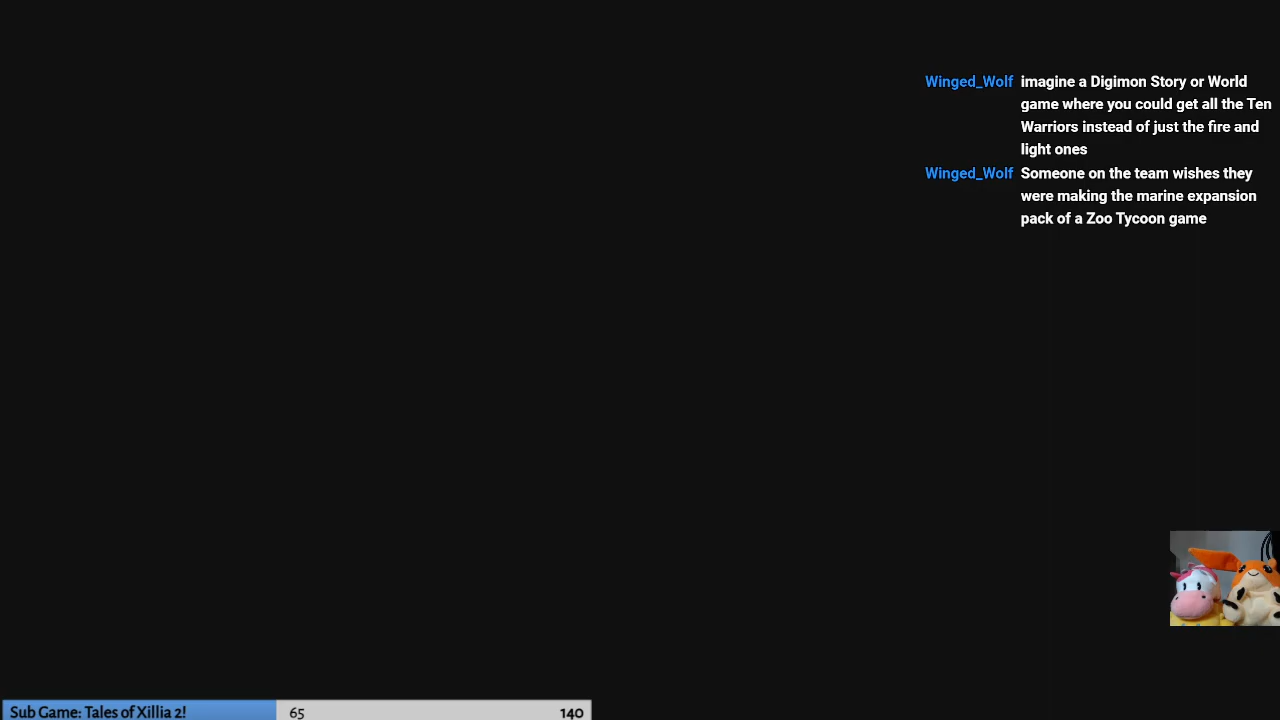 Winged_Wolf imagine a Digimon Story or World
game where you could get all the Ten
Warriors instead of just the fire and
light ones
Winged_Wolf Someone on the team wishes they
were making the marine expansion
pack of a Zoo Tycoon game
Sub Game: Tales of Xillia 2! 65 140